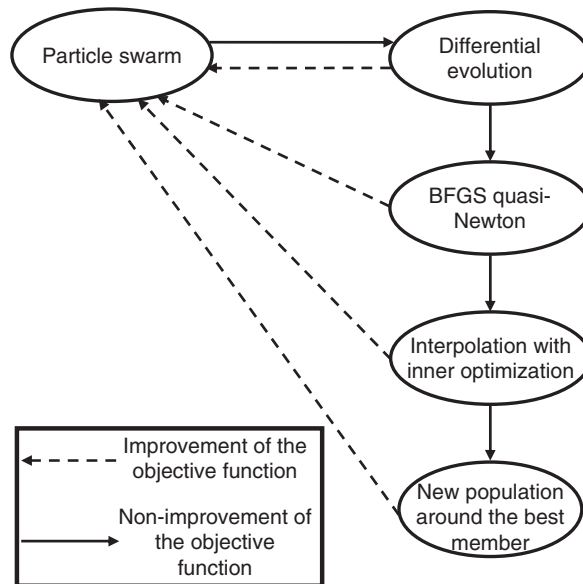 Particle swarm
Differential
evolution
BFGS quasi-
Newton
Interpolation with
inner optimization
New population
around the best
member
Improvement of the
objective function
Non-improvement of
the objective
function